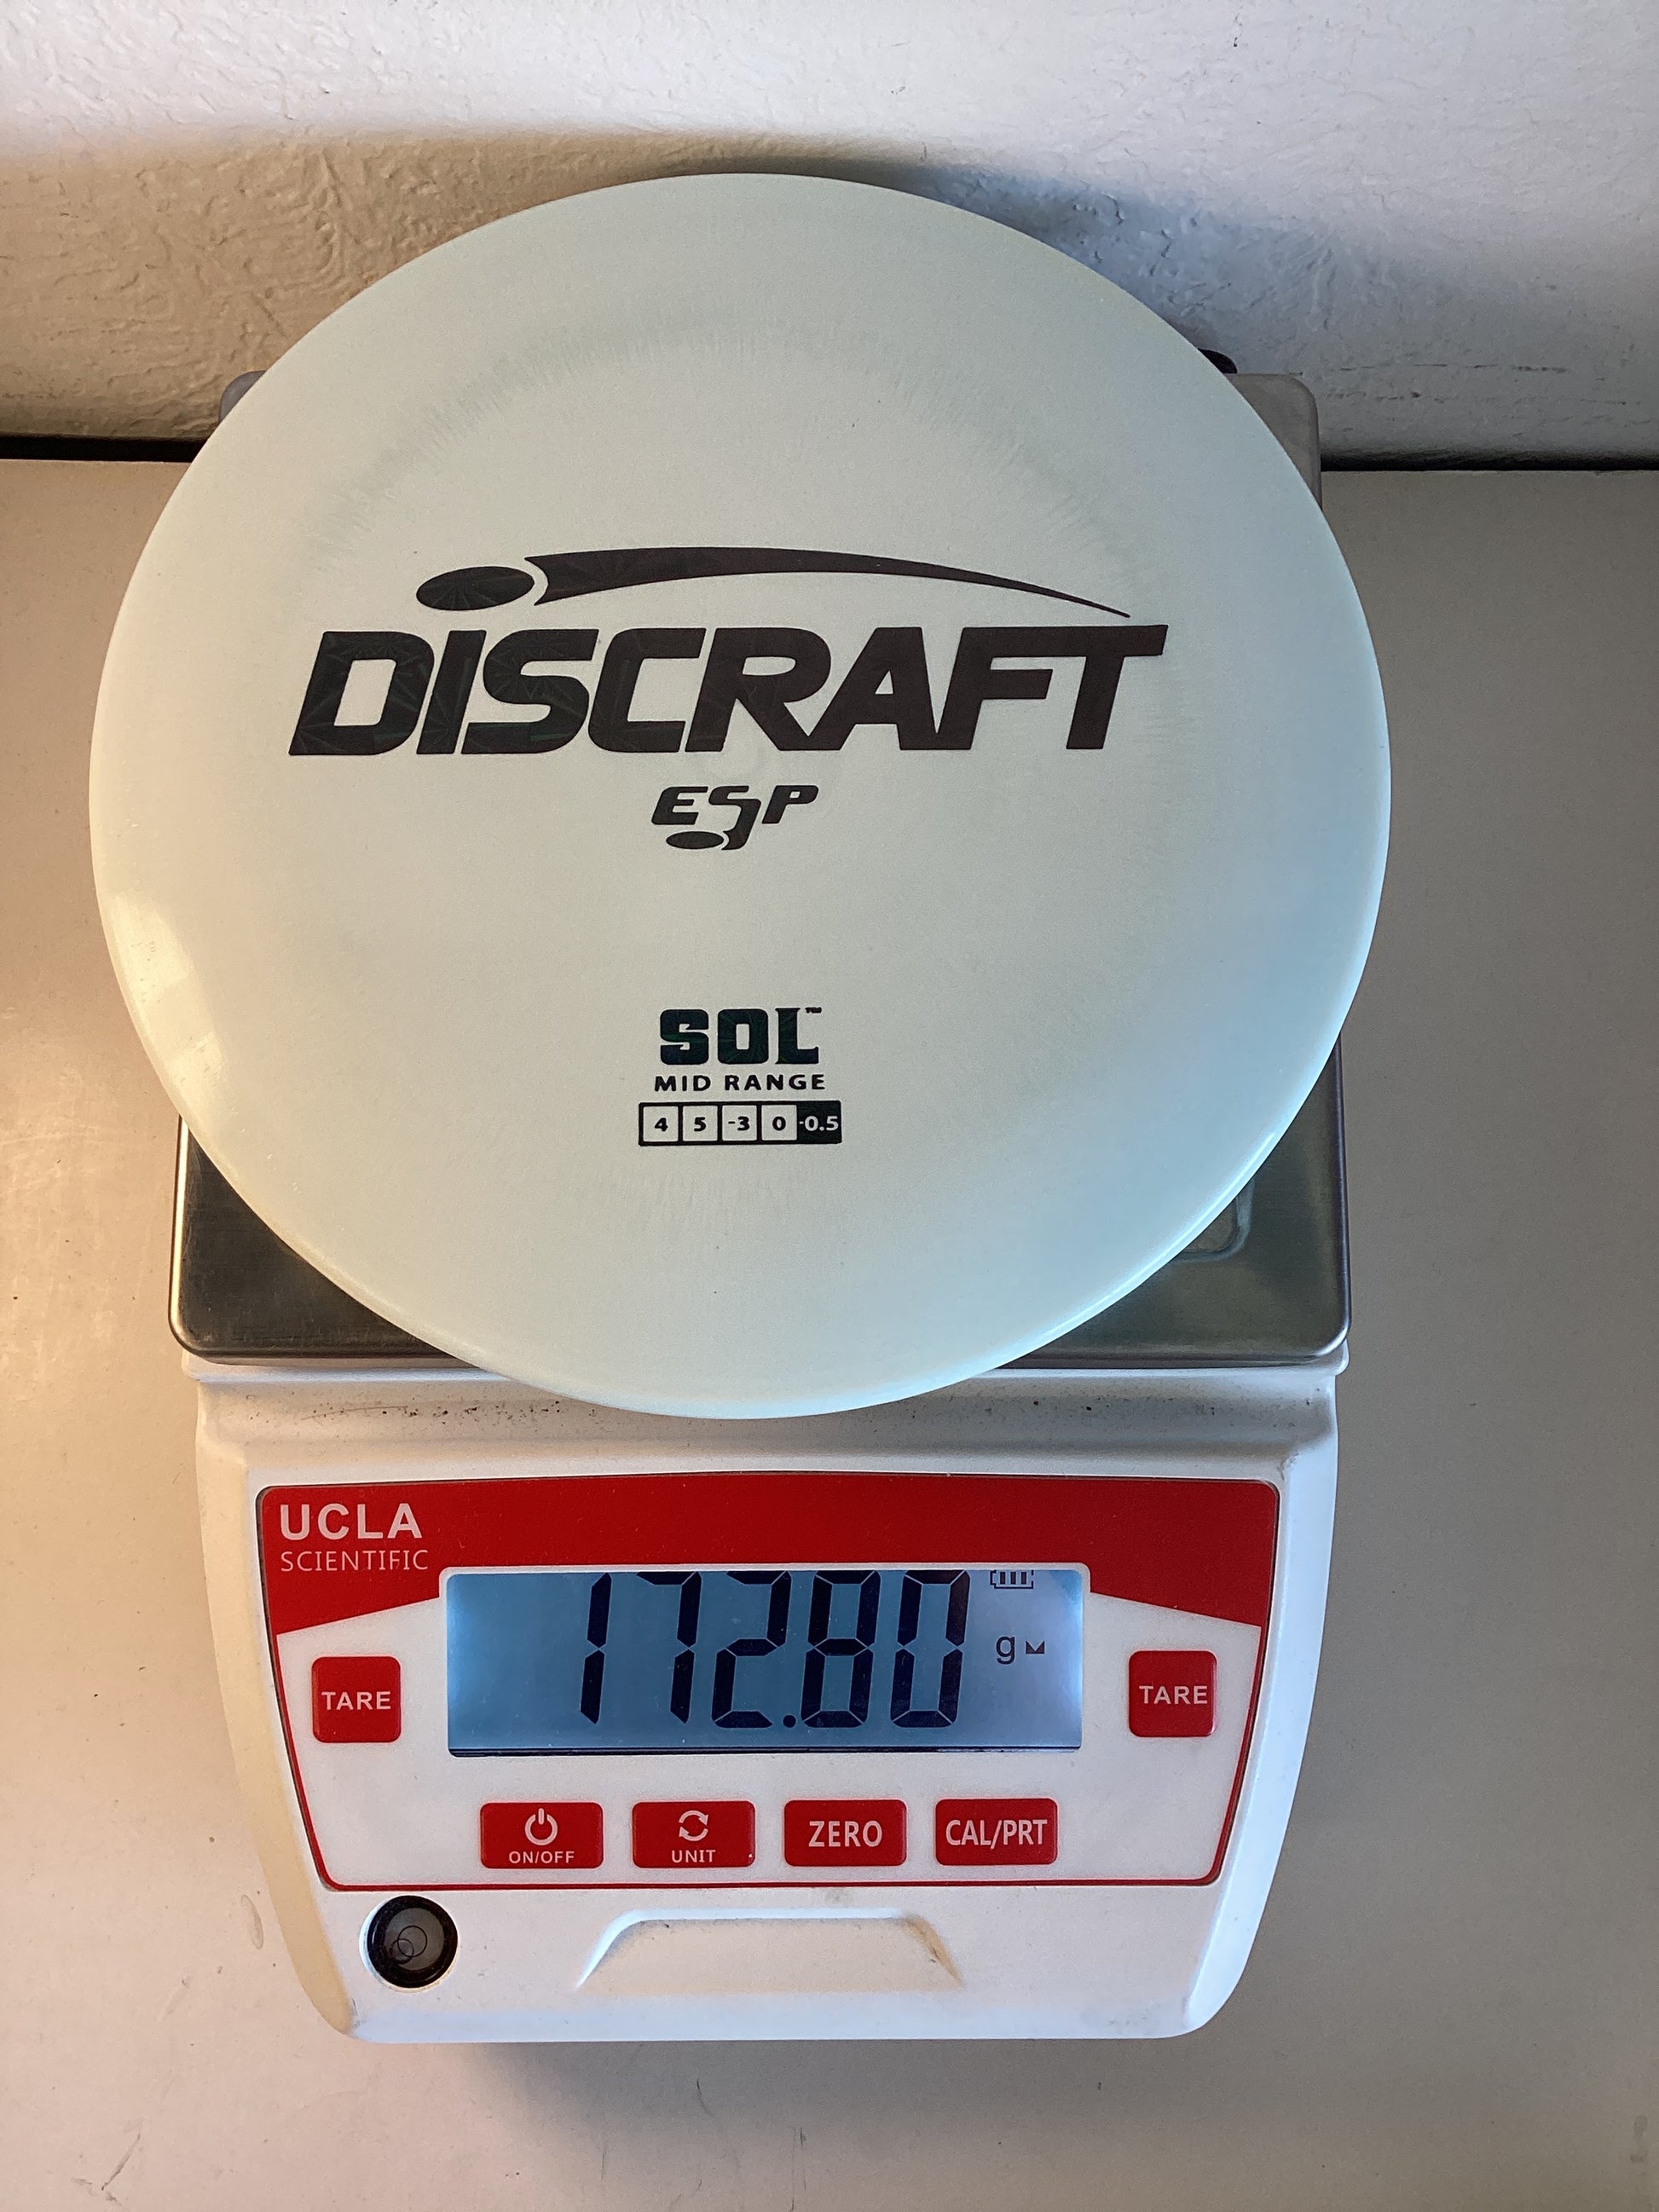 DISCRAFT
ESP
SOL™
MID RANGE
4 5 -3 0 -0.5
UCLA
SCIENTIFIC
172.80 g
TARE TARE
ON/OFF UNIT ZERO CAL/PRT